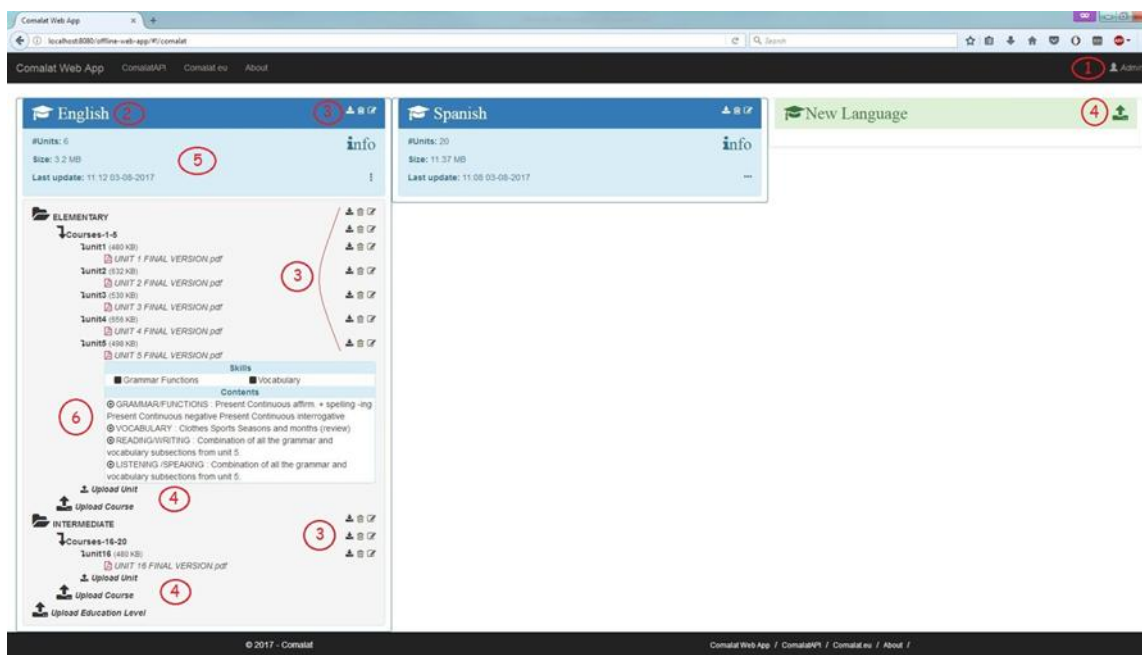 Comalat Web App
localhost:8080/offline-web-app/#!/comalat
Search
Comalat Web App ComalatAPI Comalat.eu About
1 Admin
English 2 3
#Units: 6
info
Size: 3.2 MB
5
Last update: 11:12 03-08-2017
Spanish
#Units: 20
info
Size: 11.37 MB
Last update: 11:08 03-08-2017
New Language 4
ELEMENTARY
Courses-1-5
unit1 (460 KB)
UNIT 1 FINAL VERSION.pdf
unit2 (532 KB)
3
UNIT 2 FINAL VERSION.pdf
unit3 (530 KB)
UNIT 3 FINAL VERSION.pdf
unit4 (556 KB)
UNIT 4 FINAL VERSION.pdf
unit5 (498 KB)
UNIT 5 FINAL VERSION.pdf
Skills
Grammar Functions Vocabulary
Contents
6
GRAMMAR/FUNCTIONS : Present Continuous affirm. + spelling -ing
Present Continuous negative Present Continuous interrogative
VOCABULARY : Clothes Sports Seasons and months (review)
READING/WRITING : Combination of all the grammar and
vocabulary subsections from unit 5.
LISTENING /SPEAKING : Combination of all the grammar and
vocabulary subsections from unit 5.
Upload Unit
4
Upload Course
INTERMEDIATE
3
Courses-16-20
unit16 (480 KB)
UNIT 16 FINAL VERSION.pdf
Upload Unit
4
Upload Course
Upload Education Level
© 2017 - Comalat
Comalat Web App / ComalatAPI / Comalat.eu / About /